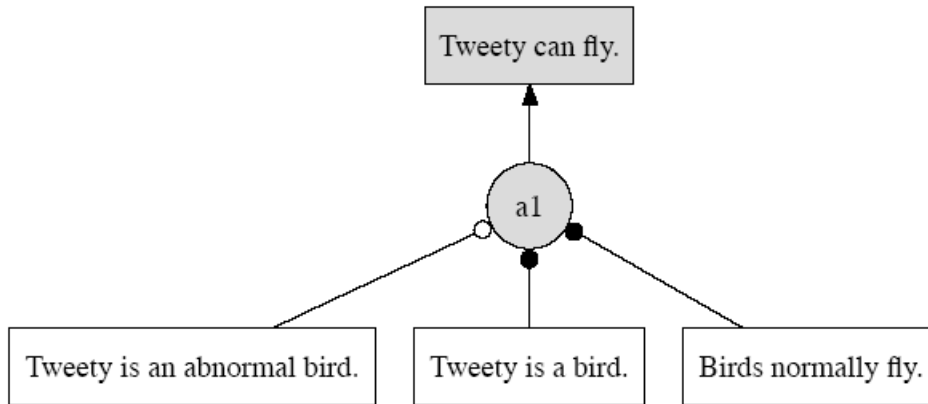 Tweety can fly.
a1
Tweety is an abnormal bird.
Tweety is a bird.
Birds normally fly.